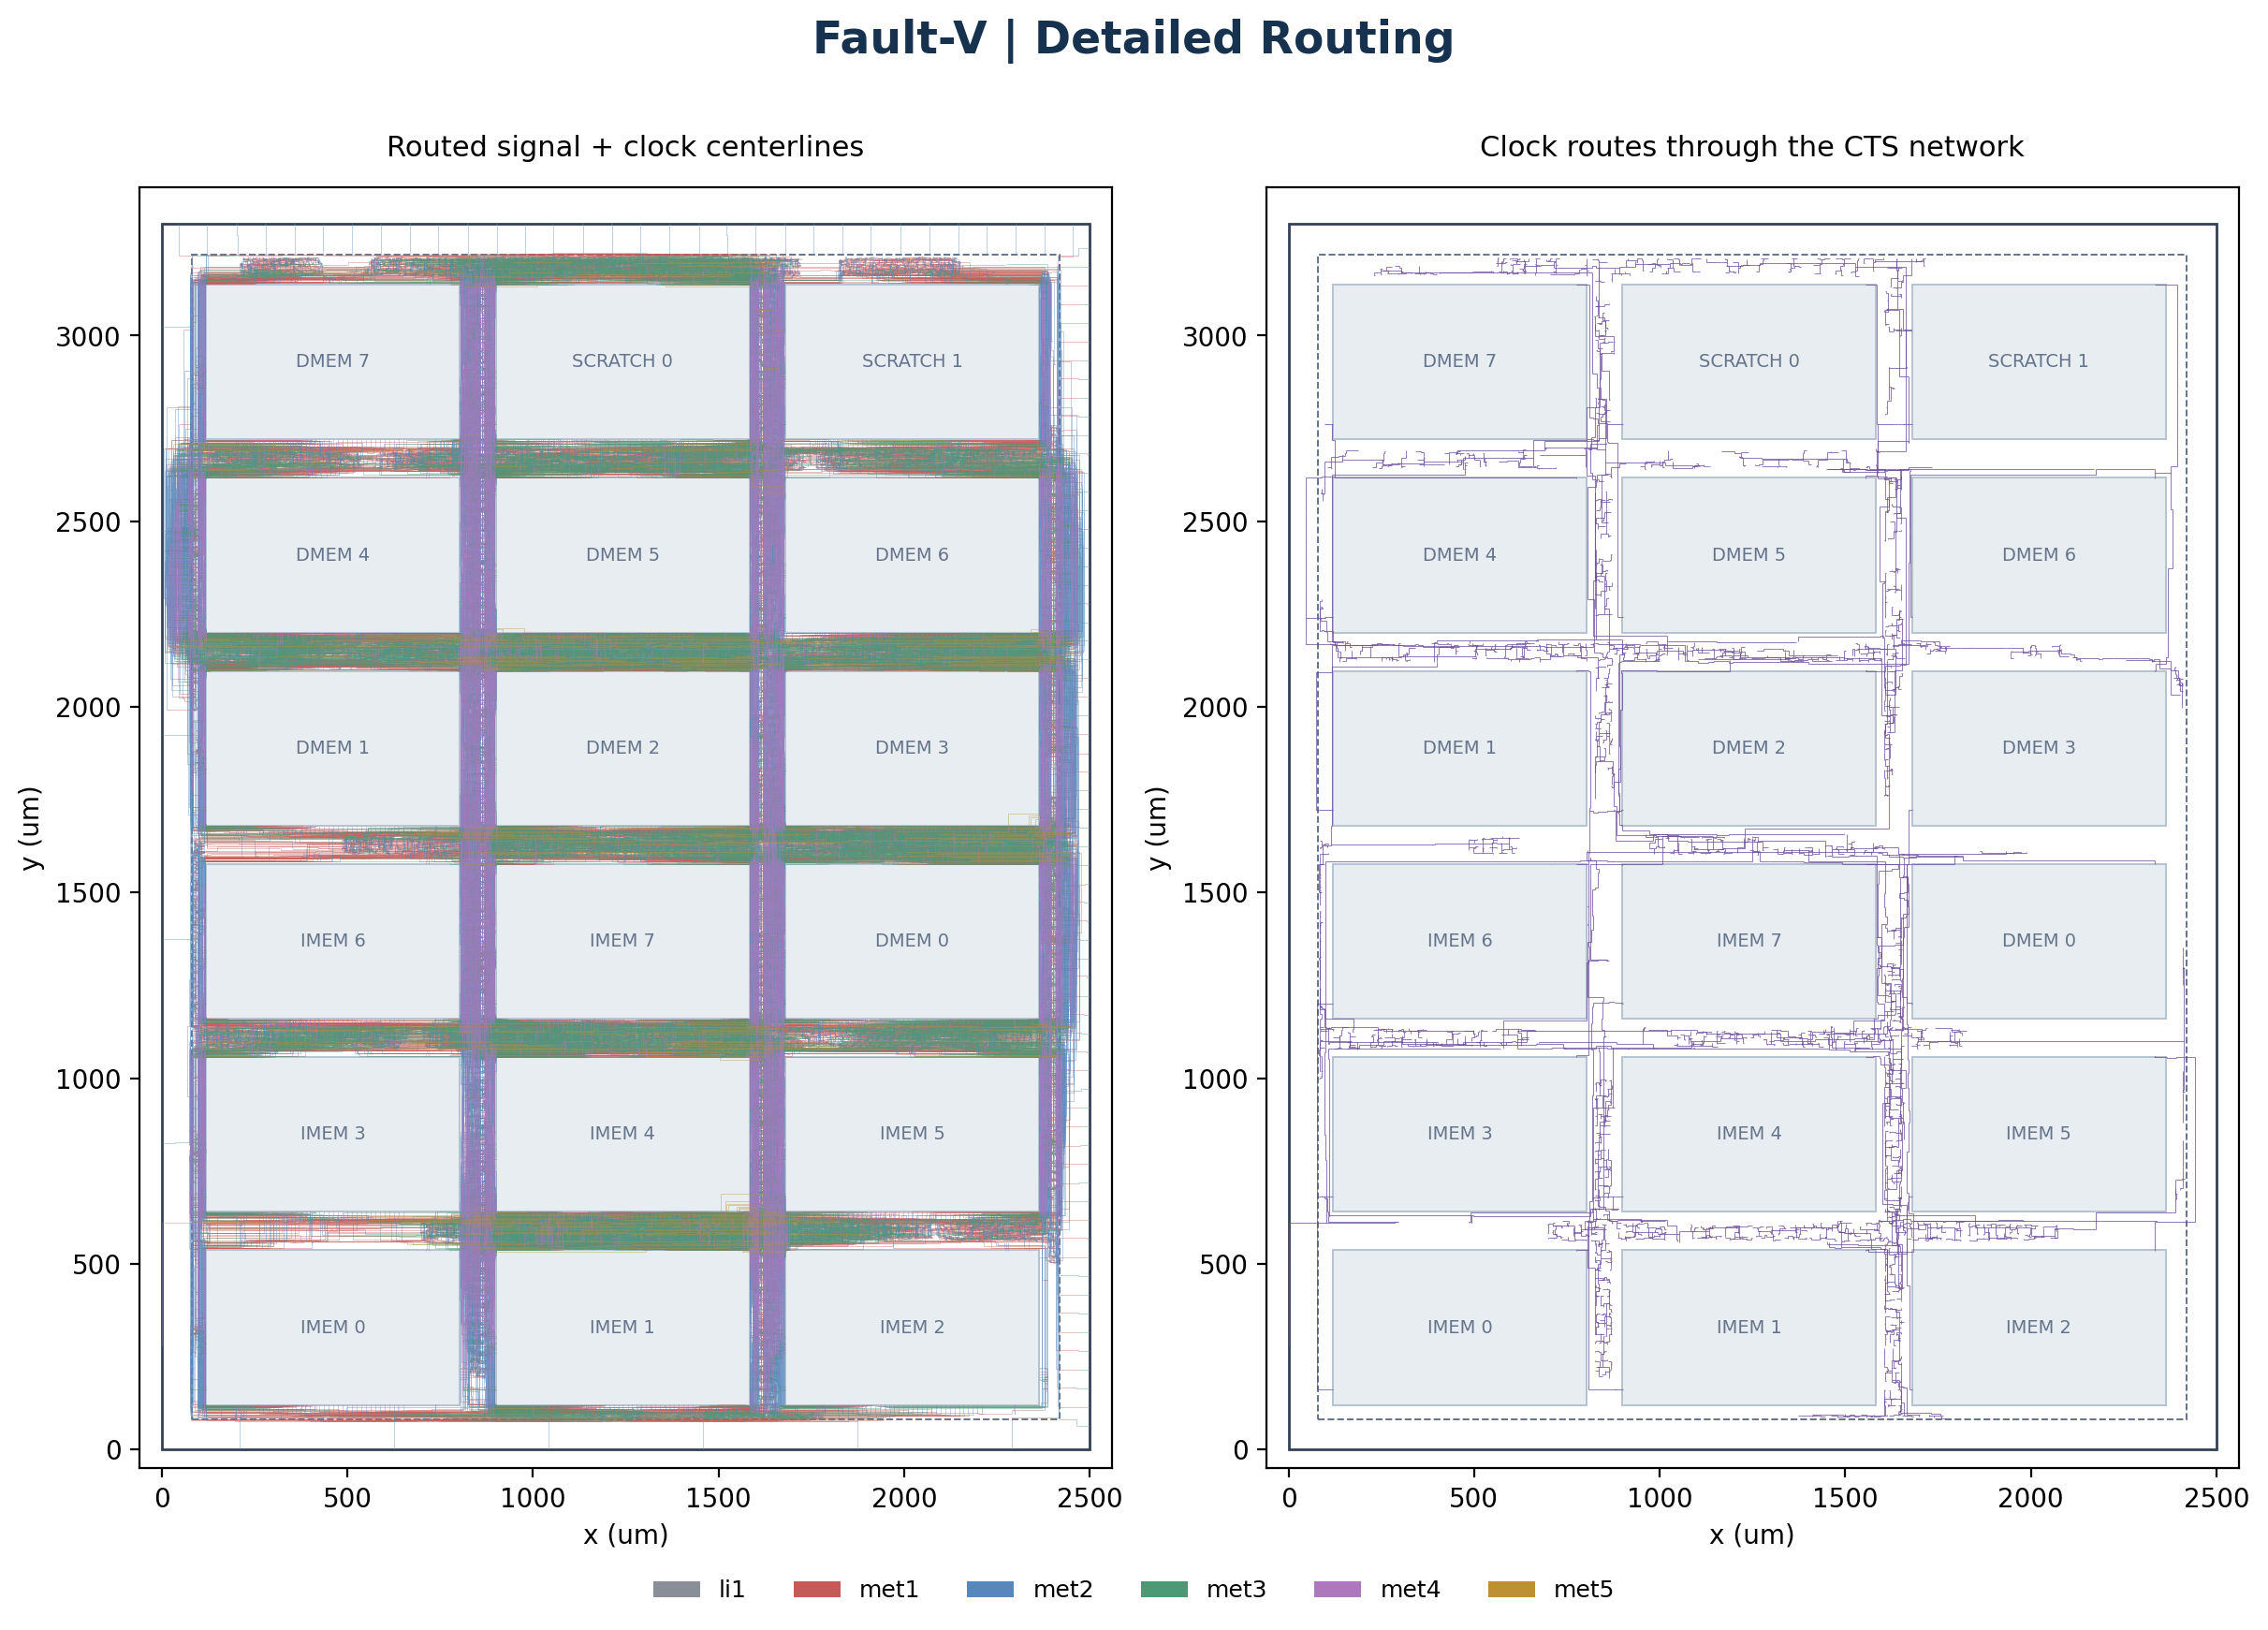 Fault-V | Detailed Routing
Routed signal + clock centerlines
y (um)
3000
2500
2000
1500
1000
500
0
DMEM 7 SCRATCH 0 SCRATCH 1
DMEM 4 DMEM 5 DMEM 6
DMEM 1 DMEM 2 DMEM 3
IMEM 6 IMEM 7 DMEM 0
IMEM 3 IMEM 4 IMEM 5
IMEM 0 IMEM 1 IMEM 2
0 500 1000 1500 2000 2500
x (um)
Clock routes through the CTS network
y (um)
3000
2500
2000
1500
1000
500
0
DMEM 7 SCRATCH 0 SCRATCH 1
DMEM 4 DMEM 5 DMEM 6
DMEM 1 DMEM 2 DMEM 3
IMEM 6 IMEM 7 DMEM 0
IMEM 3 IMEM 4 IMEM 5
IMEM 0 IMEM 1 IMEM 2
0 500 1000 1500 2000 2500
x (um)
li1 met1 met2 met3 met4 met5